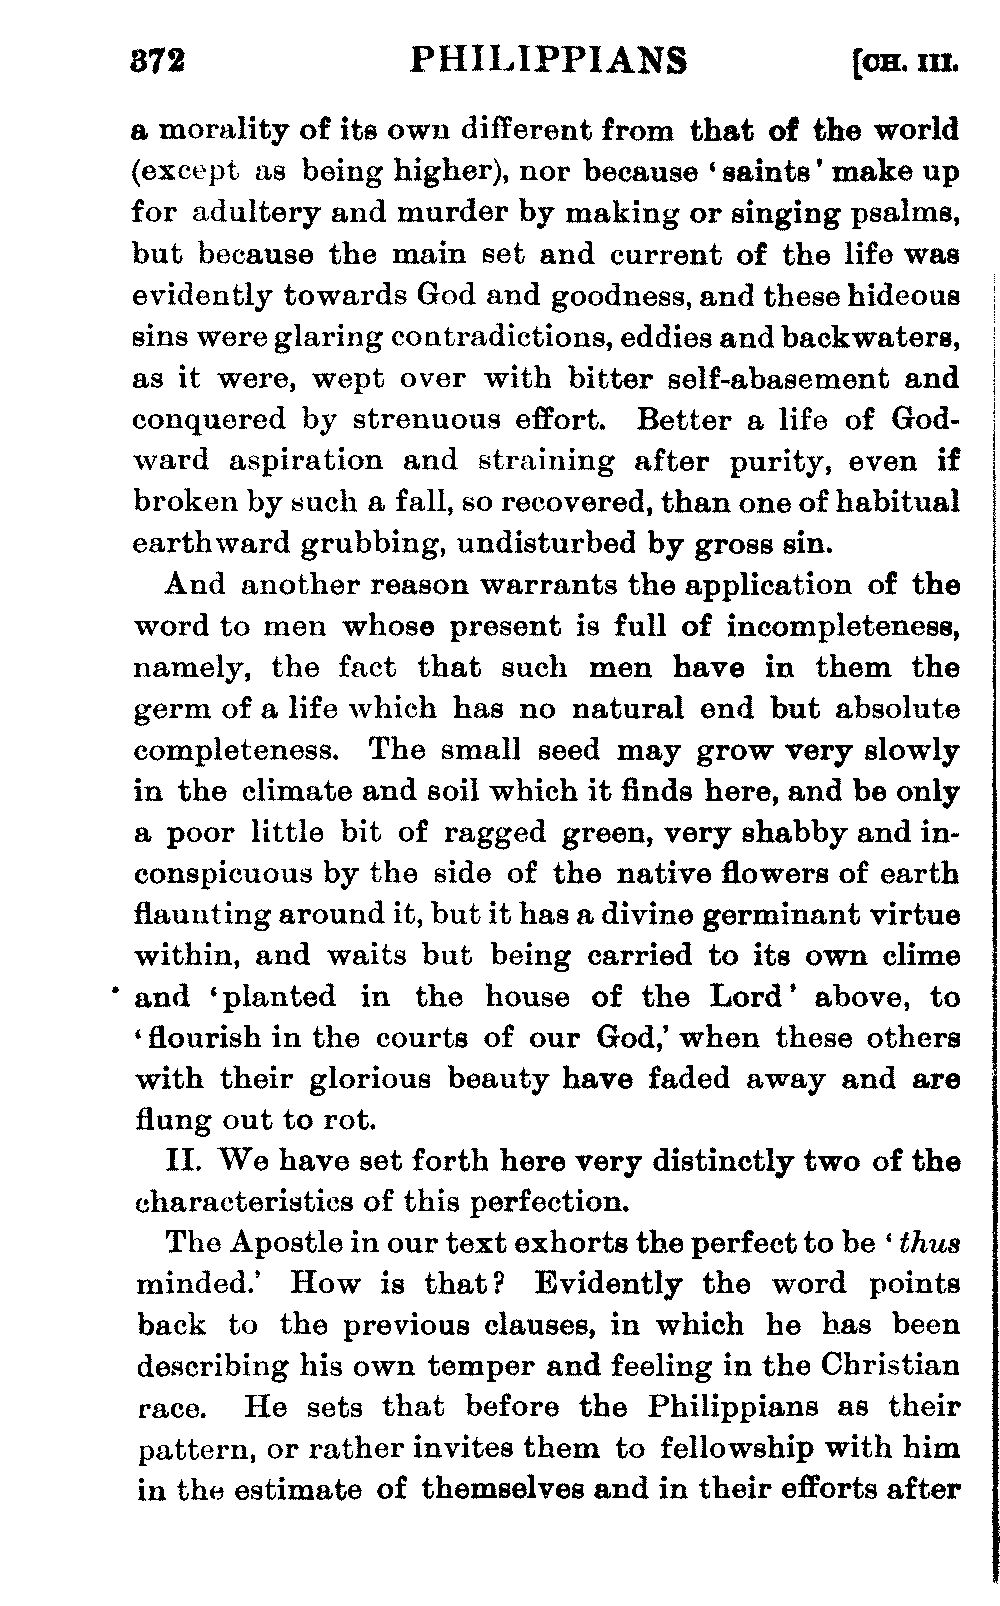 372 PHILIPPIANS [CH. III.
a morality of its own different from that of the world
(except as being higher), nor because ‘saints’ make up
for adultery and murder by making or singing psalms,
but because the main set and current of the life was
evidently towards God and goodness, and these hideous
sins were glaring contradictions, eddies and backwaters,
as it were, wept over with bitter self-abasement and
conquered by strenuous effort. Better a life of God-
ward aspiration and straining after purity, even if
broken by such a fall, so recovered, than one of habitual
earthward grubbing, undisturbed by gross sin.
And another reason warrants the application of the
word to men whose present is full of incompleteness,
namely, the fact that such men have in them the
germ of a life which has no natural end but absolute
completeness. The small seed may grow very slowly
in the climate and soil which it finds here, and be only
a poor little bit of ragged green, very shabby and in-
conspicuous by the side of the native flowers of earth
flaunting around it, but it has a divine germinant virtue
within, and waits but being carried to its own clime
and ‘planted in the house of the Lord’ above, to
‘flourish in the courts of our God,’ when these others
with their glorious beauty have faded away and are
flung out to rot.
II. We have set forth here very distinctly two of the
characteristics of this perfection.
The Apostle in our text exhorts the perfect to be ‘thus
minded.’ How is that? Evidently the word points
back to the previous clauses, in which he has been
describing his own temper and feeling in the Christian
race. He sets that before the Philippians as their
pattern, or rather invites them to fellowship with him
in the estimate of themselves and in their efforts after